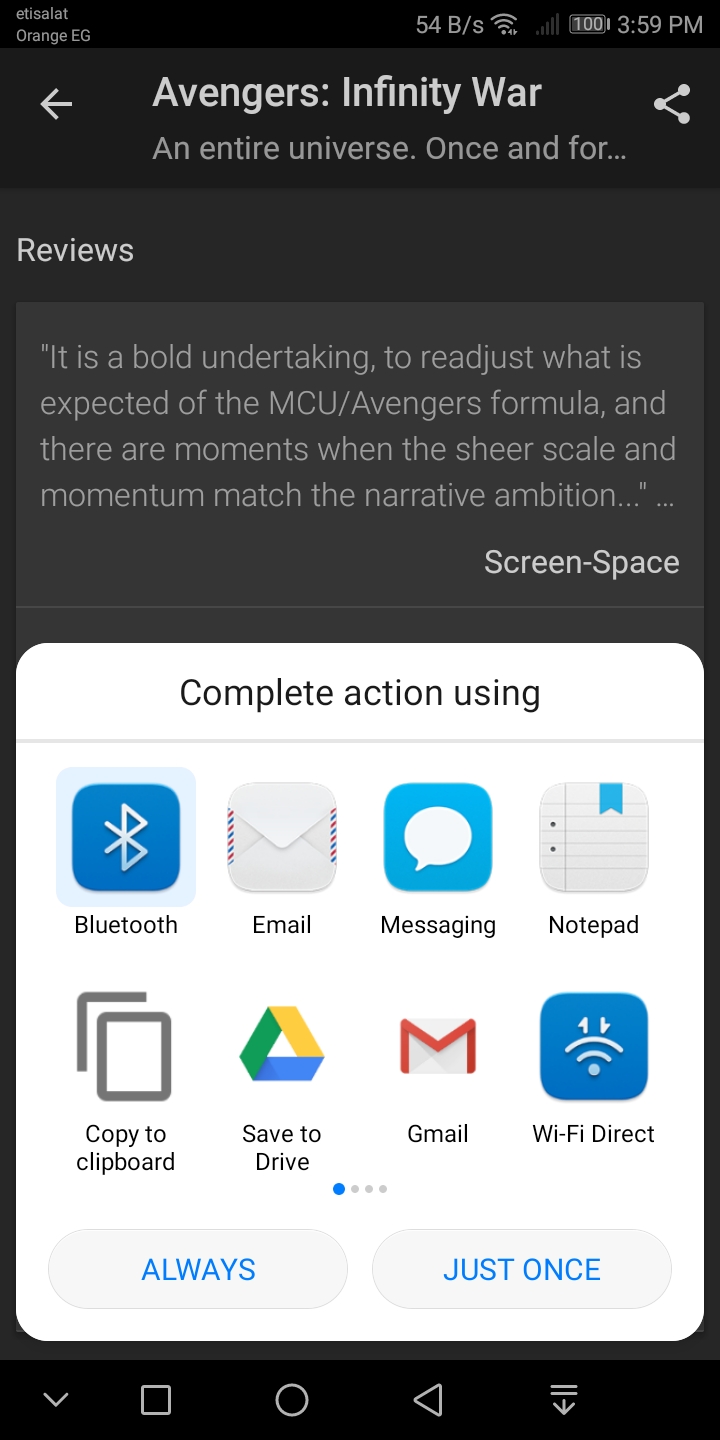 etisalat
Orange EG
54 B/s
100
3:59 PM
Avengers: Infinity War
An entire universe. Once and for...
Reviews
"It is a bold undertaking, to readjust what is
expected of the MCU/Avengers formula, and
there are moments when the sheer scale and
momentum match the narrative ambition..." ...
Screen-Space
Complete action using
Bluetooth
Email
Messaging
Notepad
Copy to
clipboard
Save to
Drive
Gmail
Wi-Fi Direct
ALWAYS
JUST ONCE